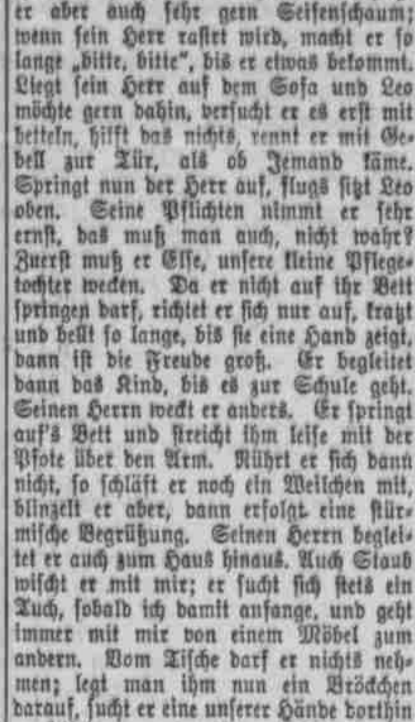 er aber auch sehr gern Seifenschaum;
wenn sein Herr rasirt wird, macht er so
lange „bitte, bitte“, bis er etwas bekommt.
Liegt sein Herr auf dem Sofa und Leo
möchte gern dahin, versucht er es erst mit
betteln, hilft das nichts, rennt er mit Ge-
bell zur Tür, als ob Jemand käme.
Springt nun der Herr auf, flugs sitzt Leo
oben. Seine Pflichten nimmt er sehr
ernst, das muß man auch, nicht wahr?
Zuerst muß er Else, unsere kleine Pflege-
tochter wecken. Da er nicht auf ihr Bett
springen darf, richtet er sich nur auf, kratzt
und bellt so lange, bis sie eine Hand zeigt,
dann ist die Freude groß. Er begleitet
dann das Kind, bis es zur Schule geht.
Seinen Herrn weckt er anders. Er springt
auf's Bett und streicht ihm leise mit der
Pfote über den Arm. Rührt er sich dann
nicht, so schläft er noch ein Weilchen mit,
blinzelt er aber, dann erfolgt eine stür-
mische Begrüßung. Seinen Herrn beglei-
tet er auch zum Haus hinaus. Auch Staub
wischt er mit mir; er sucht sich stets ein
Tuch, sobald ich damit anfange, und geht
immer mit mir von einem Möbel zum
andern. Vom Tische darf er nichts neh-
men; legt man ihm nun ein Bröckchen
darauf, sucht er eine unserer Hände dorthin